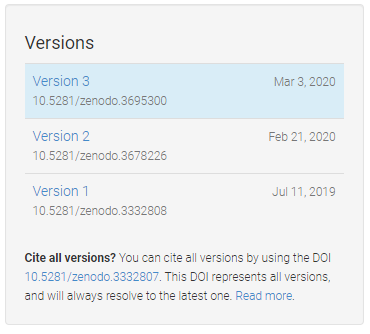 Versions
Version 3 Mar 3, 2020
10.5281/zenodo.3695300
Version 2 Feb 21, 2020
10.5281/zenodo.3678226
Version 1 Jul 11, 2019
10.5281/zenodo.3332808
Cite all versions? You can cite all versions by using the DOI
10.5281/zenodo.3332807. This DOI represents all versions,
and will always resolve to the latest one. Read more.